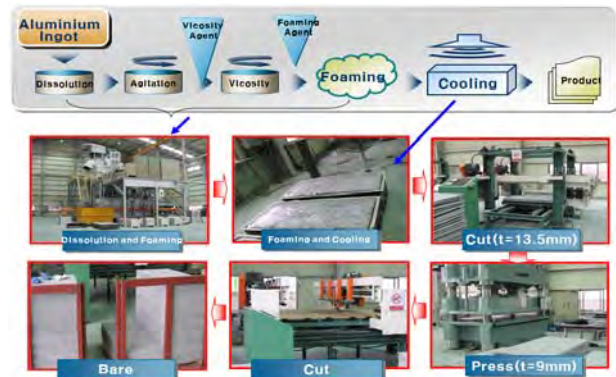 Aluminium
Ingot
Vicosity
Agent
Foaming
Agent
Dissolution
Agitation
Vicosity
Foaming
Cooling
Product
Dissolution and Foaming
Foaming and Cooling
Cut(t=13.5mm)
Bare
Cut
Press(t=9mm)